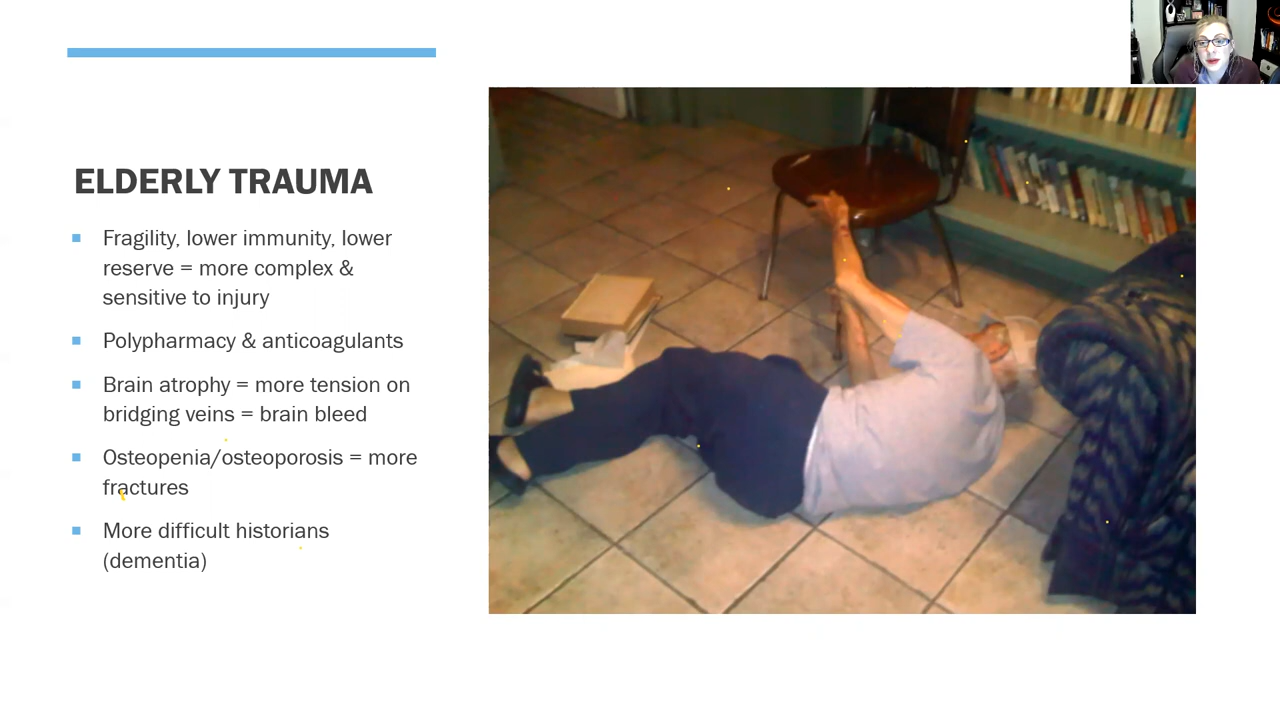 ELDERLY TRAUMA
Fragility, lower immunity, lower
reserve = more complex &
sensitive to injury
Polypharmacy & anticoagulants
Brain atrophy = more tension on
bridging veins = brain bleed
Osteopenia/osteoporosis = more
fractures
More difficult historians
(dementia)